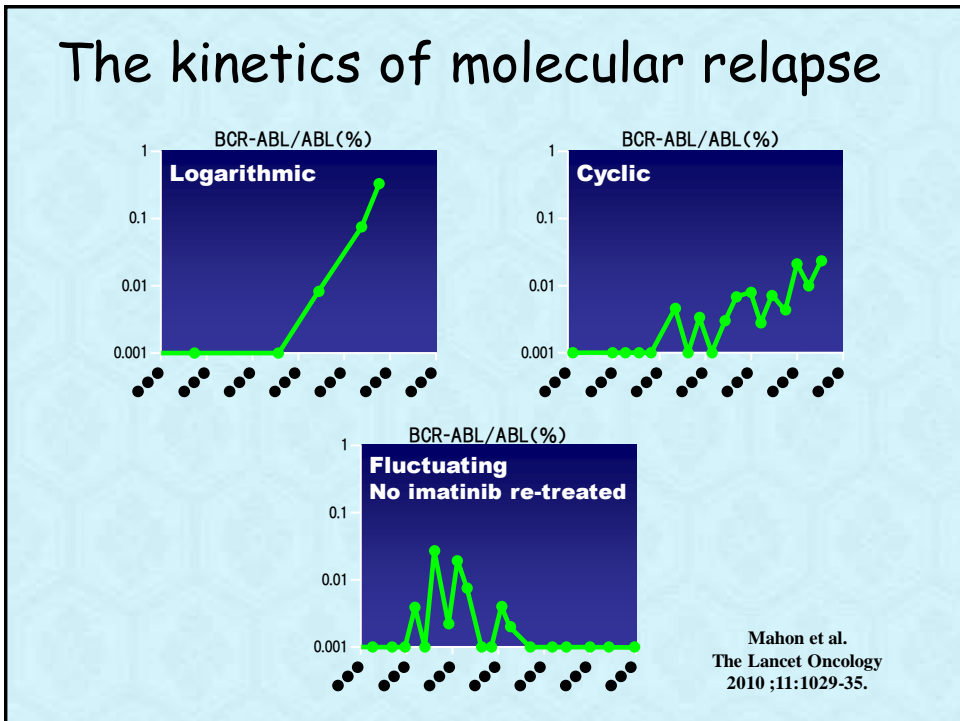 The kinetics of molecular relapse
BCR-ABL/ABL(%)
Logarithmic
1
0.1
0.01
0.001
BCR-ABL/ABL(%)
Cyclic
1
0.1
0.01
0.001
BCR-ABL/ABL(%)
Fluctuating
No imatinib re-treated
1
0.1
0.01
0.001
Mahon et al.
The Lancet Oncology
2010 ;11:1029-35.